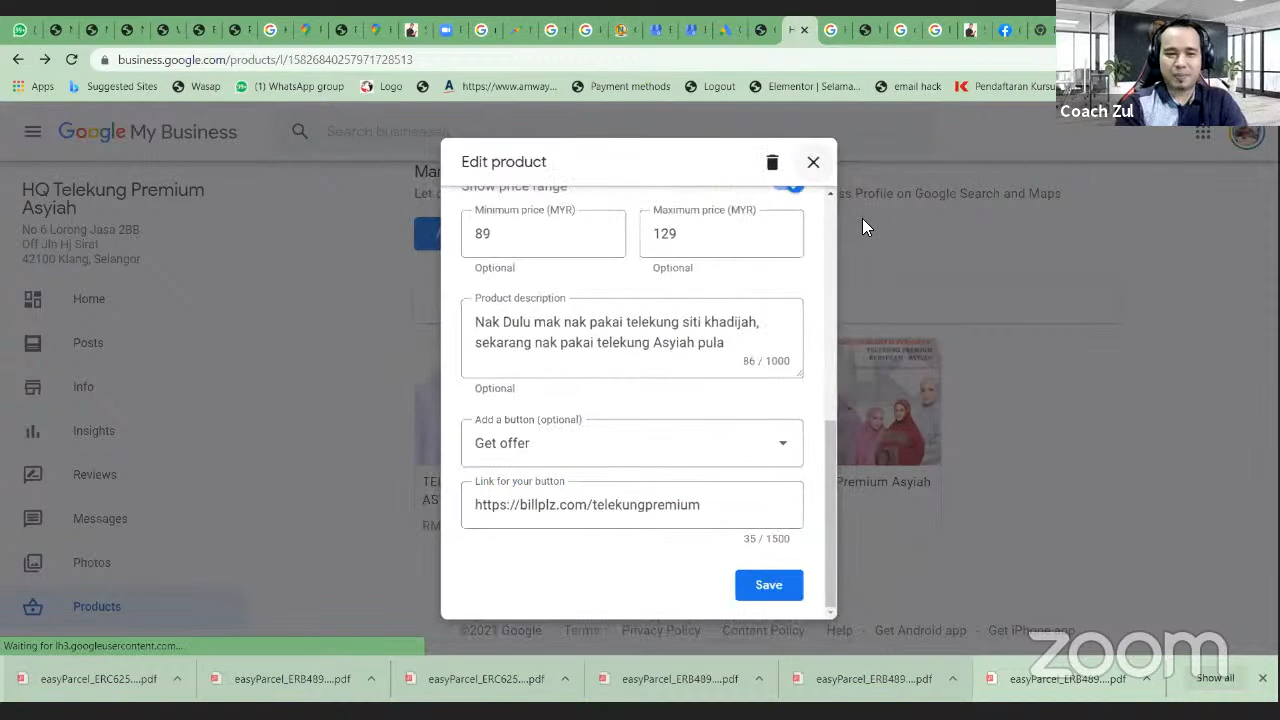 business.google.com/products/l/15826840257971728513
Apps
Suggested Sites
Wasap
(1) WhatsApp group
Logo
https://www.amway...
Payment methods
Logout
Elementor | Selama...
email hack
Pendaftaran Kursu
Coach Zul
Google My Business
Search businesses
HQ Telekung Premium
Asyiah
No 6 Lorong Jasa 2BB
Off Jln Hj Sirat
42100 Klang, Selangor
Home
Posts
Info
Insights
Reviews
Messages
Photos
Products
ss Profile on Google Search and Maps
Premium Asyiah
Edit product
Show price range
Minimum price (MYR)
89
Optional
Maximum price (MYR)
129
Optional
Product description
Nak Dulu mak nak pakai telekung siti khadijah,
sekarang nak pakai telekung Asyiah pula
86 / 1000
Optional
Add a button (optional)
Get offer
Link for your button
https://billplz.com/telekungpremium
35 / 1500
Save
©2021 Google
Terms
Privacy Policy
Content Policy
Help
Get Android app
Get iPhone app
Waiting for lh3.googleusercontent.com...
zoom
easyParcel_ERC625....pdf
easyParcel_ERB489....pdf
easyParcel_ERC625....pdf
easyParcel_ERB489....pdf
easyParcel_ERB489....pdf
easyParcel_ERB489....pdf
Show all